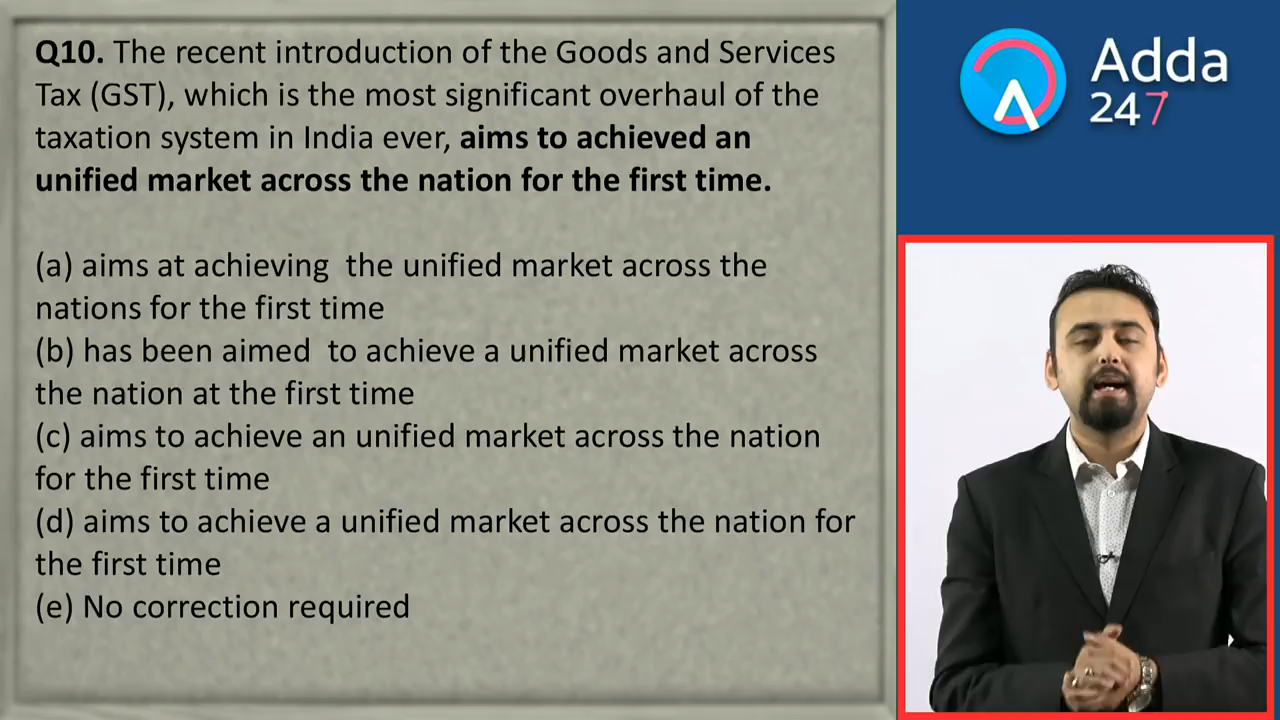 Q10. The recent introduction of the Goods and Services
Tax (GST), which is the most significant overhaul of the
taxation system in India ever, aims to achieved an
unified market across the nation for the first time.
(a) aims at achieving the unified market across the
nations for the first time
(b) has been aimed to achieve a unified market across
the nation at the first time
(c) aims to achieve an unified market across the nation
for the first time
(d) aims to achieve a unified market across the nation for
the first time
(e) No correction required
Adda
247